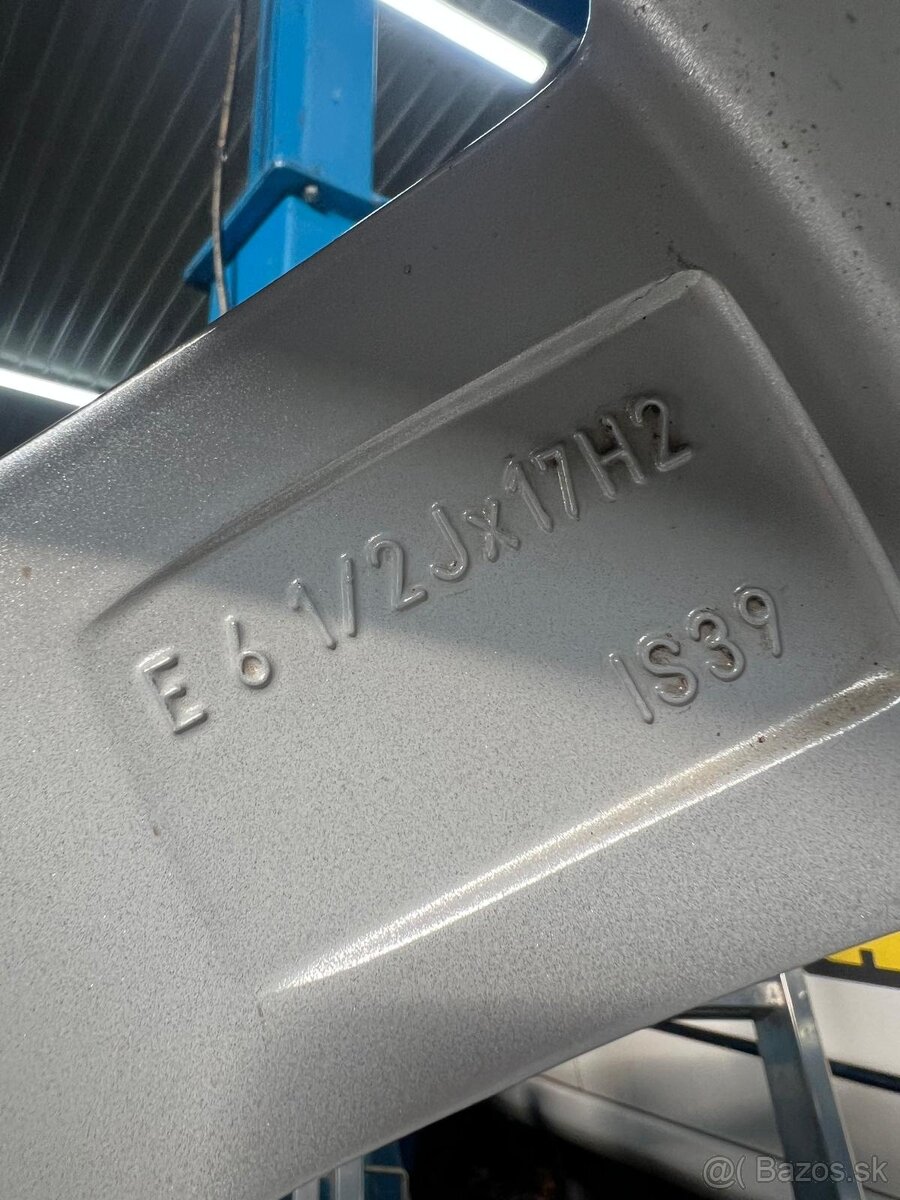 E 6 1/2Jx17H2
IS39
@( Bazos.sk